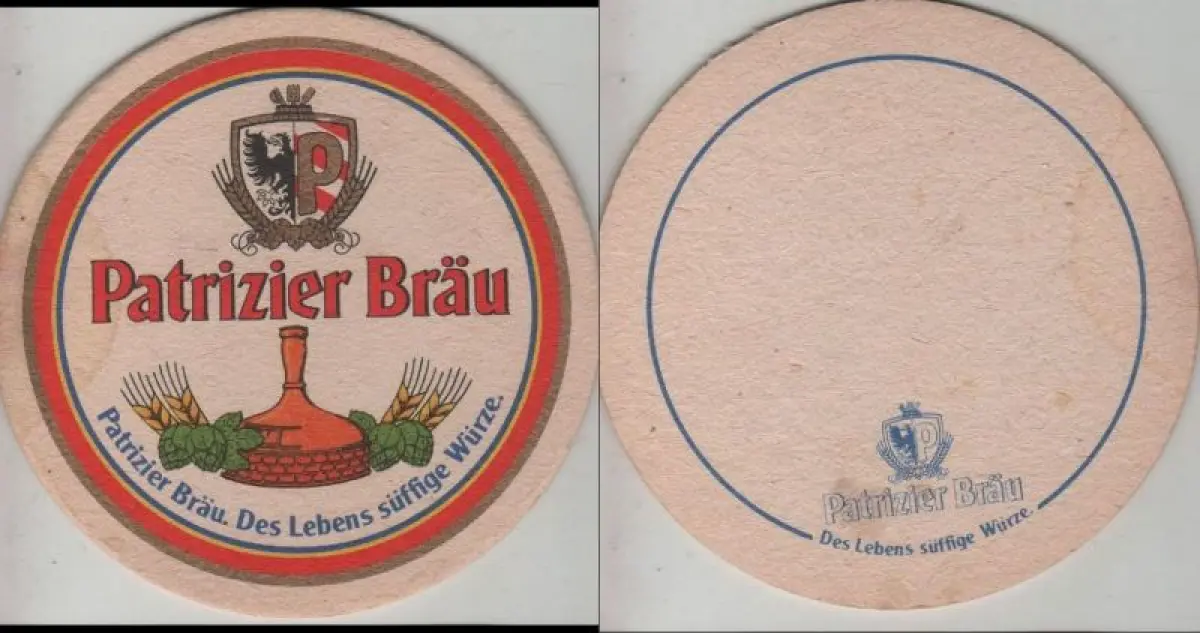 P
Patrizier Bräu
Patrizier Bräu. Des Lebens süffige Würze.
P
Patrizier Bräu
Des Lebens süffige Würze.